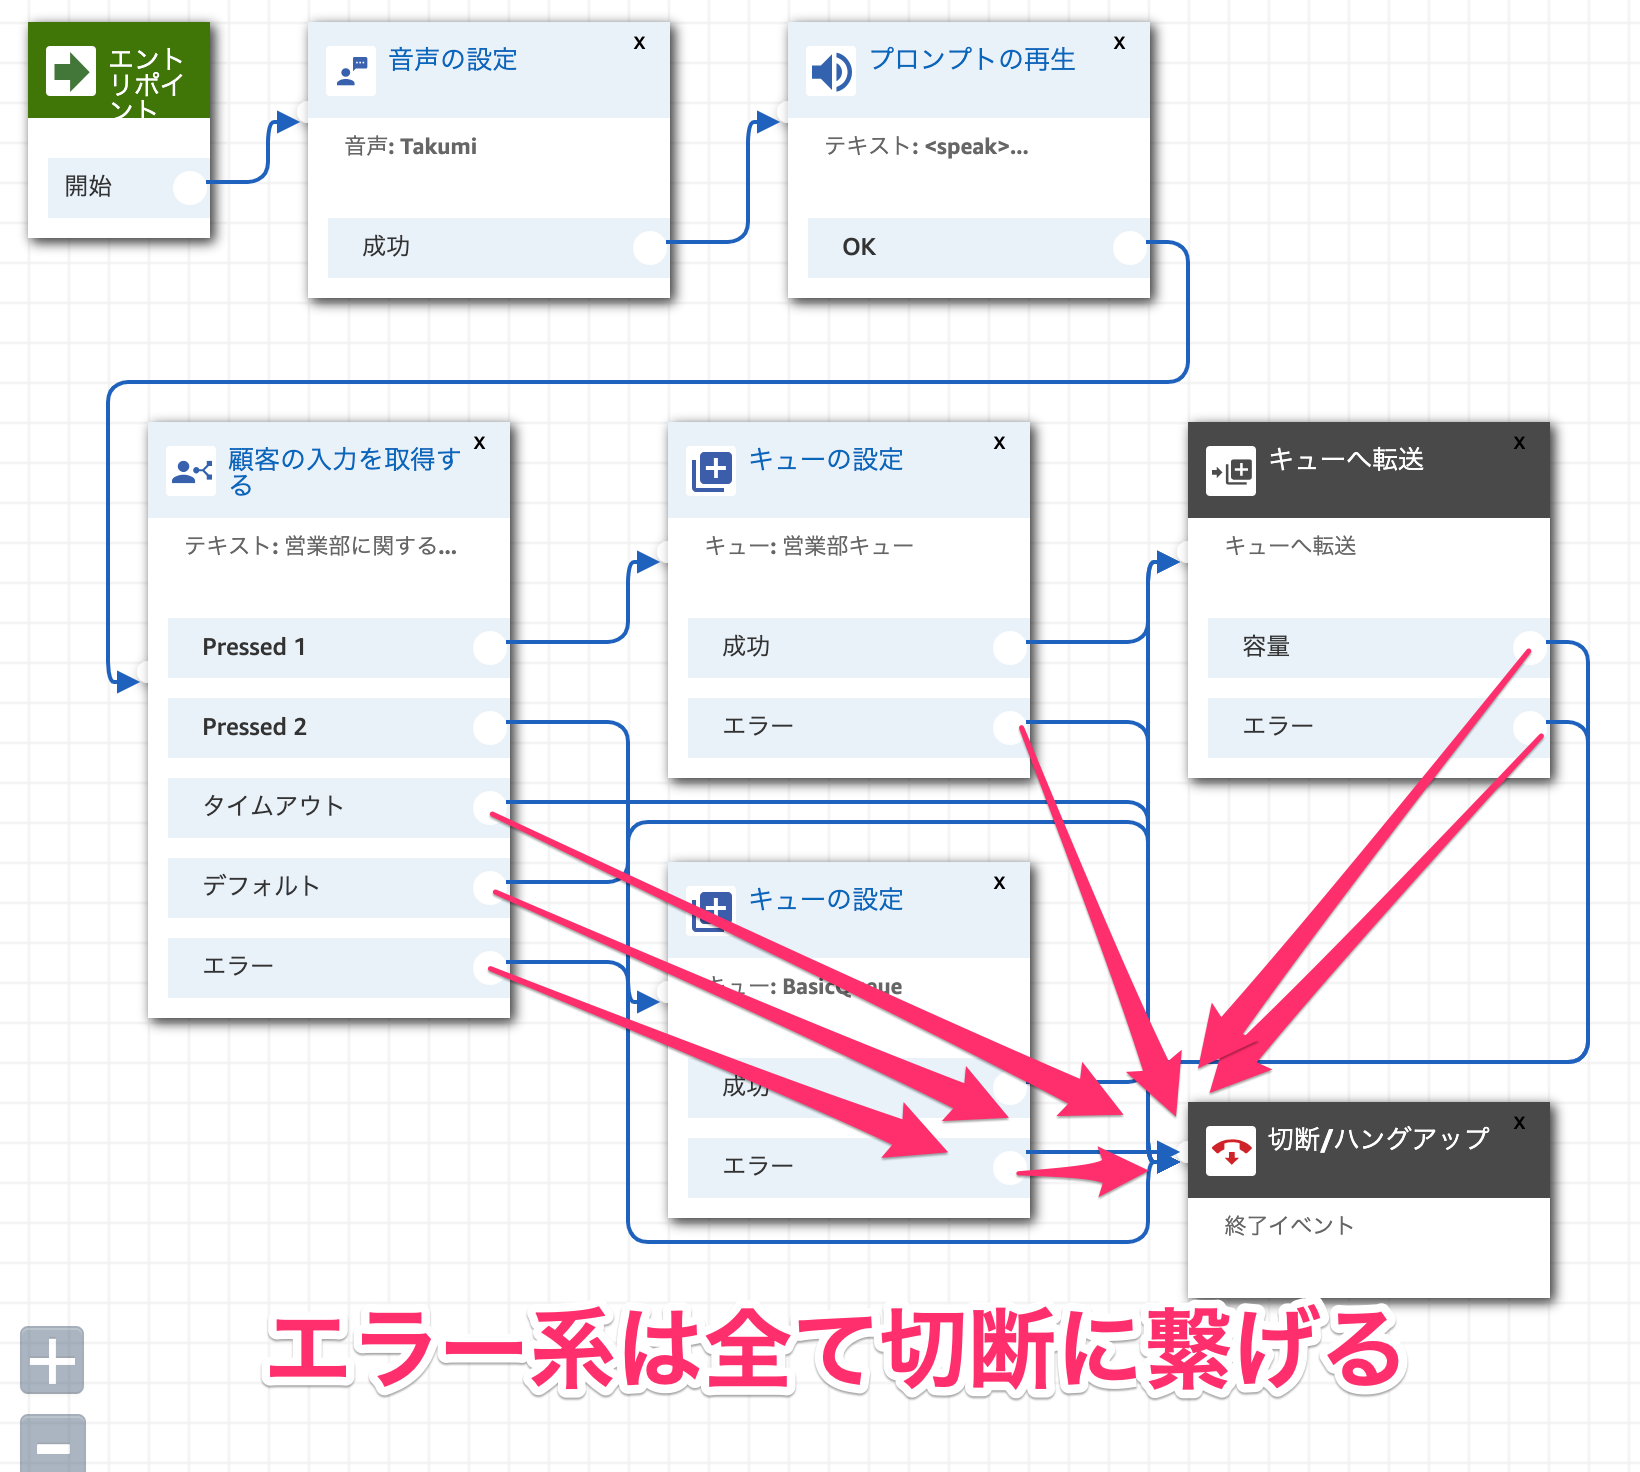 エント
リポイ
ント
開始
音声の設定
x
音声: Takumi
成功
プロンプトの再生
x
テキスト: <speak>...
OK
顧客の入力を取得す
る
x
テキスト: 営業部に関する...
Pressed 1
Pressed 2
タイムアウト
デフォルト
エラー
キューの設定
x
キュー: 営業部キュー
成功
エラー
キューへ転送
x
キューへ転送
容量
エラー
キューの設定
x
キュー: BasicQueue
成功
エラー
切断/ハングアップ
x
終了イベント
エラー系は全て切断に繋げる